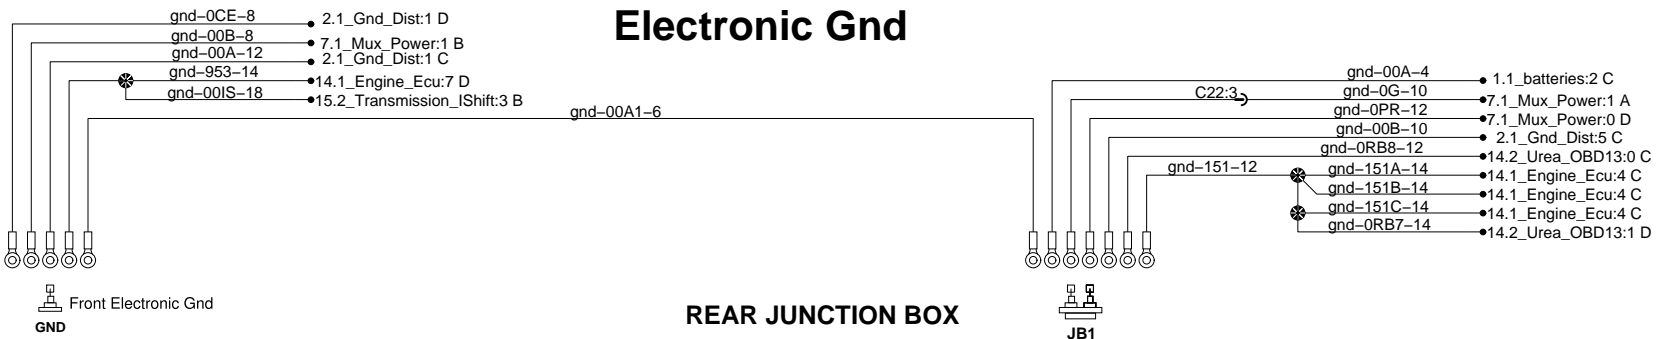 Electronic Gnd
gnd−0CE−8 2.1_Gnd_Dist:1 D
gnd−00B−8 7.1_Mux_Power:1 B
gnd−00A−12 2.1_Gnd_Dist:1 C
gnd−953−14 14.1_Engine_Ecu:7 D
gnd−00IS−18 15.2_Transmission_IShift:3 B
gnd−00A1−6
gnd−00A−4 1.1_batteries:2 C
C22:3 gnd−0G−10 7.1_Mux_Power:1 A
gnd−0PR−12 7.1_Mux_Power:0 D
gnd−00B−10 2.1_Gnd_Dist:5 C
gnd−0RB8−12 14.2_Urea_OBD13:0 C
gnd−151−12 gnd−151A−14 14.1_Engine_Ecu:4 C
gnd−151B−14 14.1_Engine_Ecu:4 C
gnd−151C−14 14.1_Engine_Ecu:4 C
gnd−0RB7−14 14.2_Urea_OBD13:1 D
Front Electronic Gnd
GND
REAR JUNCTION BOX
JB1